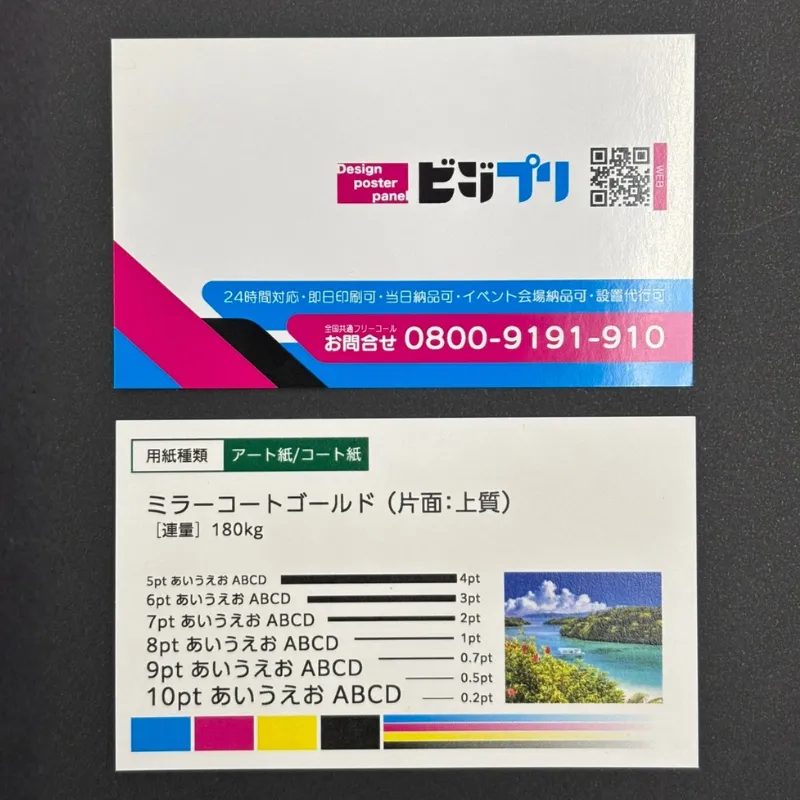 Design
poster
panel
ビジプリ
WEB
24時間対応・即日印刷可・当日納品可・イベント会場納品可・設置代行可
全国共通フリーコール
お問合せ 0800-9191-910
用紙種類 アート紙/コート紙
ミラーコートゴールド（片面：上質）
［連量］180kg
5pt あいうえお ABCD 4pt
6pt あいうえお ABCD 3pt
7pt あいうえお ABCD 2pt
8pt あいうえお ABCD 1pt
9pt あいうえお ABCD 0.7pt
0.5pt
10pt あいうえお ABCD 0.2pt